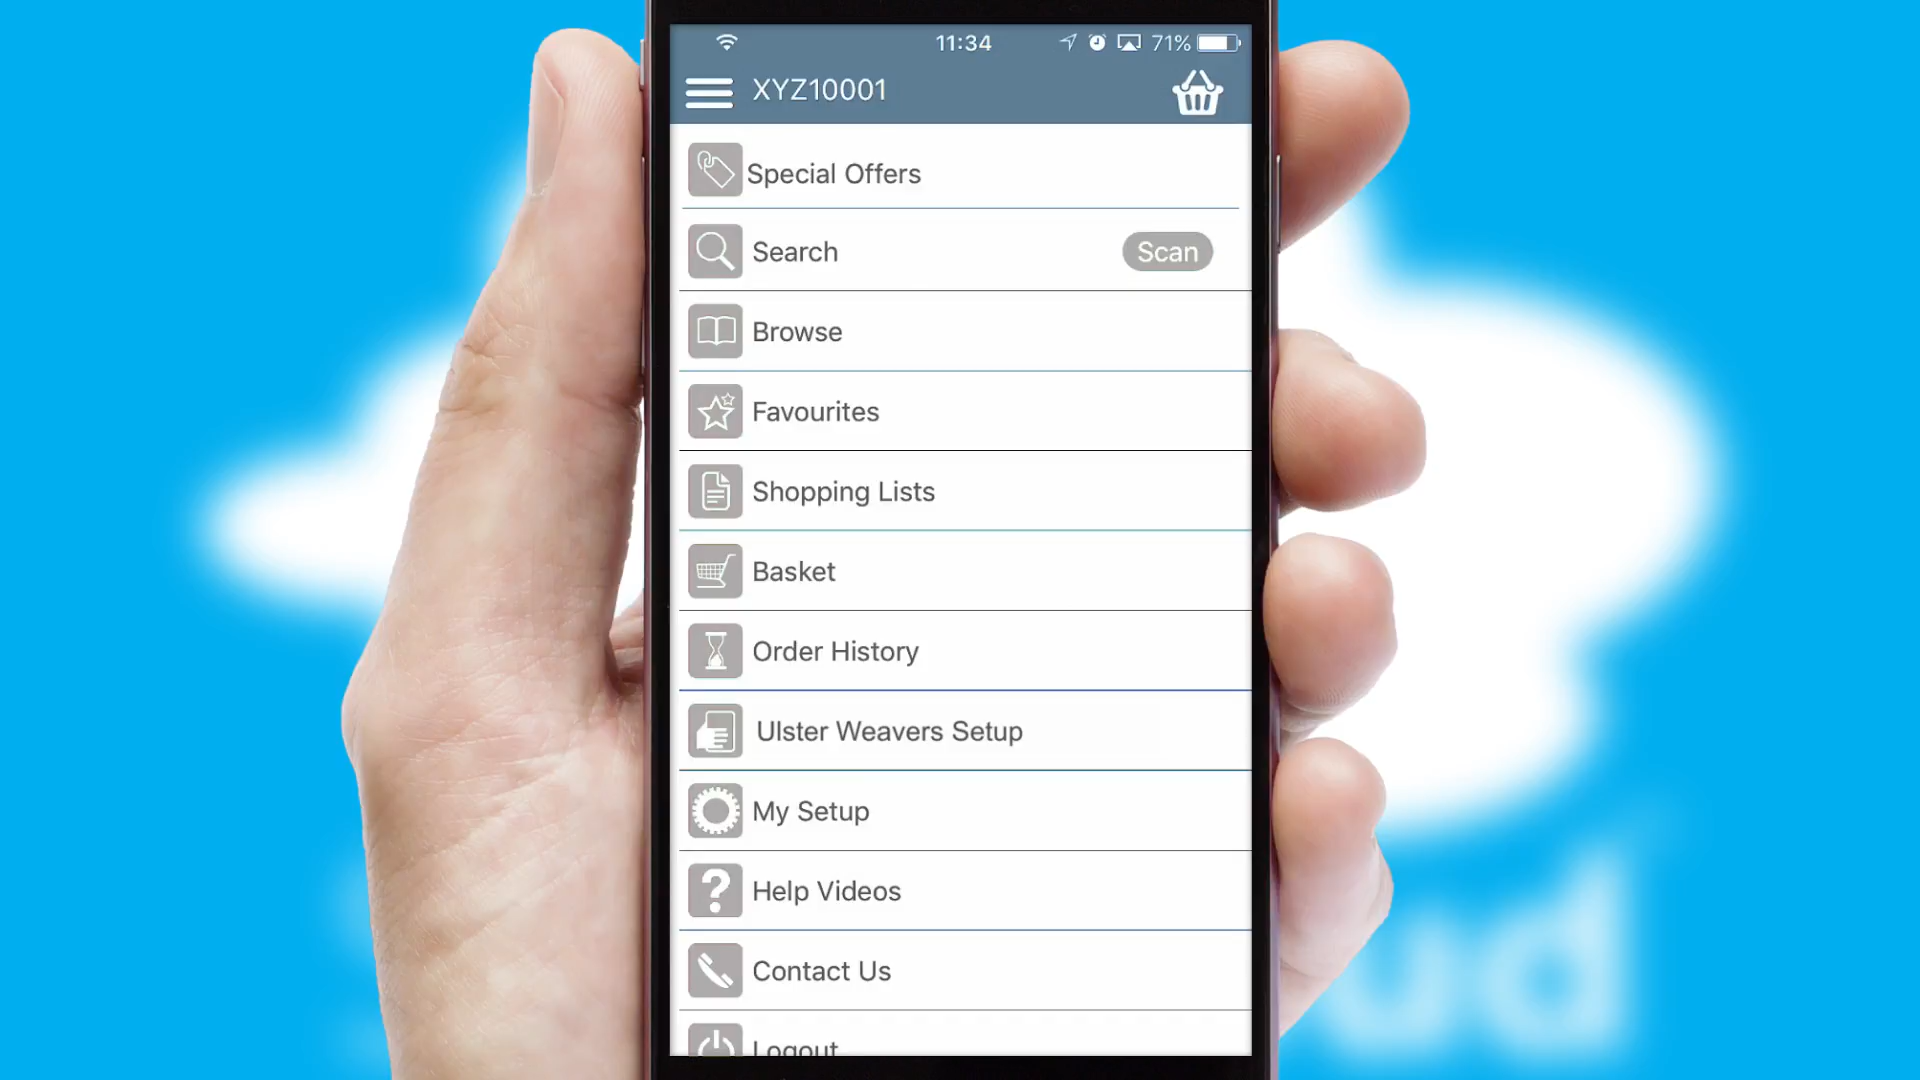 11:34 71%
XYZ10001
Special Offers
Search Scan
Browse
Favourites
Shopping Lists
Basket
Order History
Ulster Weavers Setup
My Setup
Help Videos
Contact Us
Logout
ud